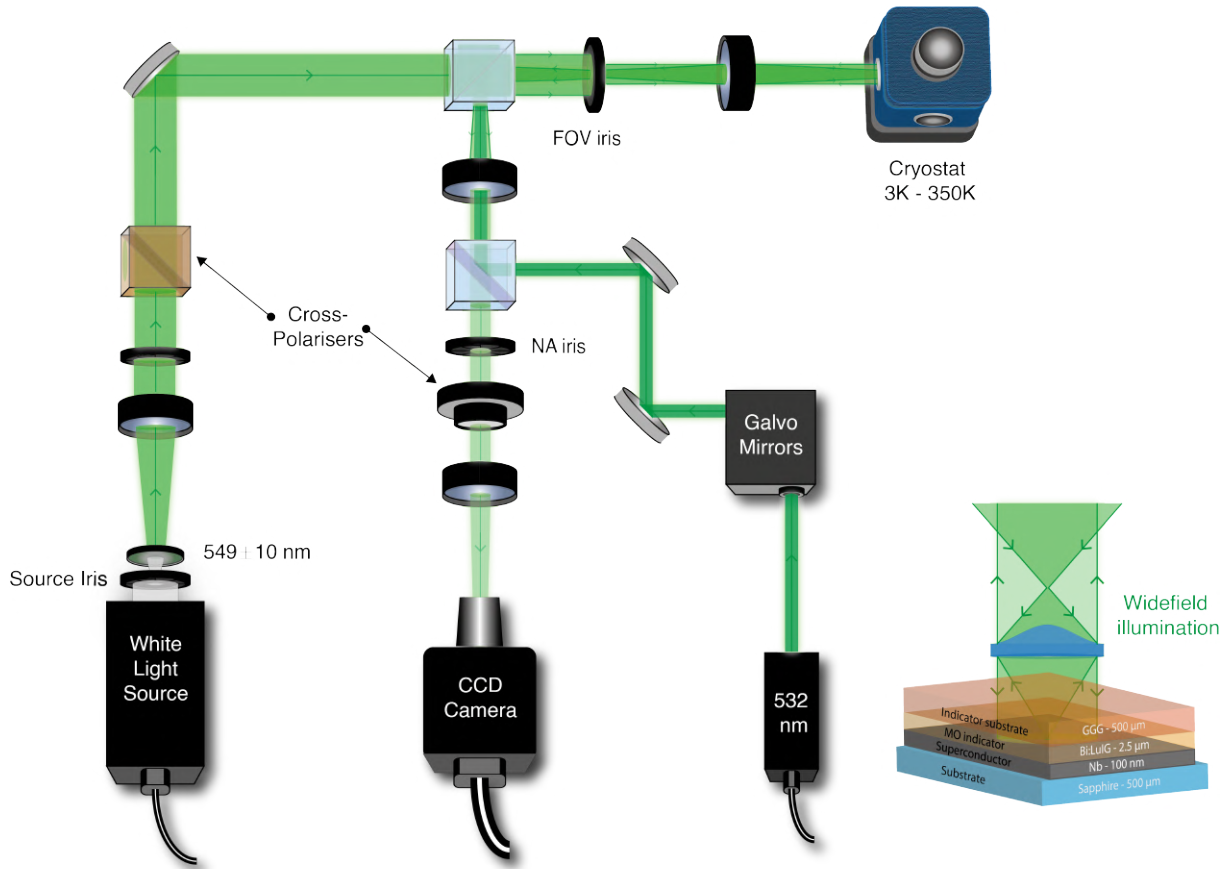 FOV iris
Cryostat
3K - 350K
Cross-
Polarisers
NA iris
Galvo
Mirrors
549 ± 10 nm
Source Iris
White
Light
Source
CCD
Camera
532
nm
Widefield
illumination
Indicator substrate
GGG - 500 µm
MO indicator
Bi:LuIG - 2.5 µm
Superconductor
Nb - 100 nm
Substrate
Sapphire - 500 µm